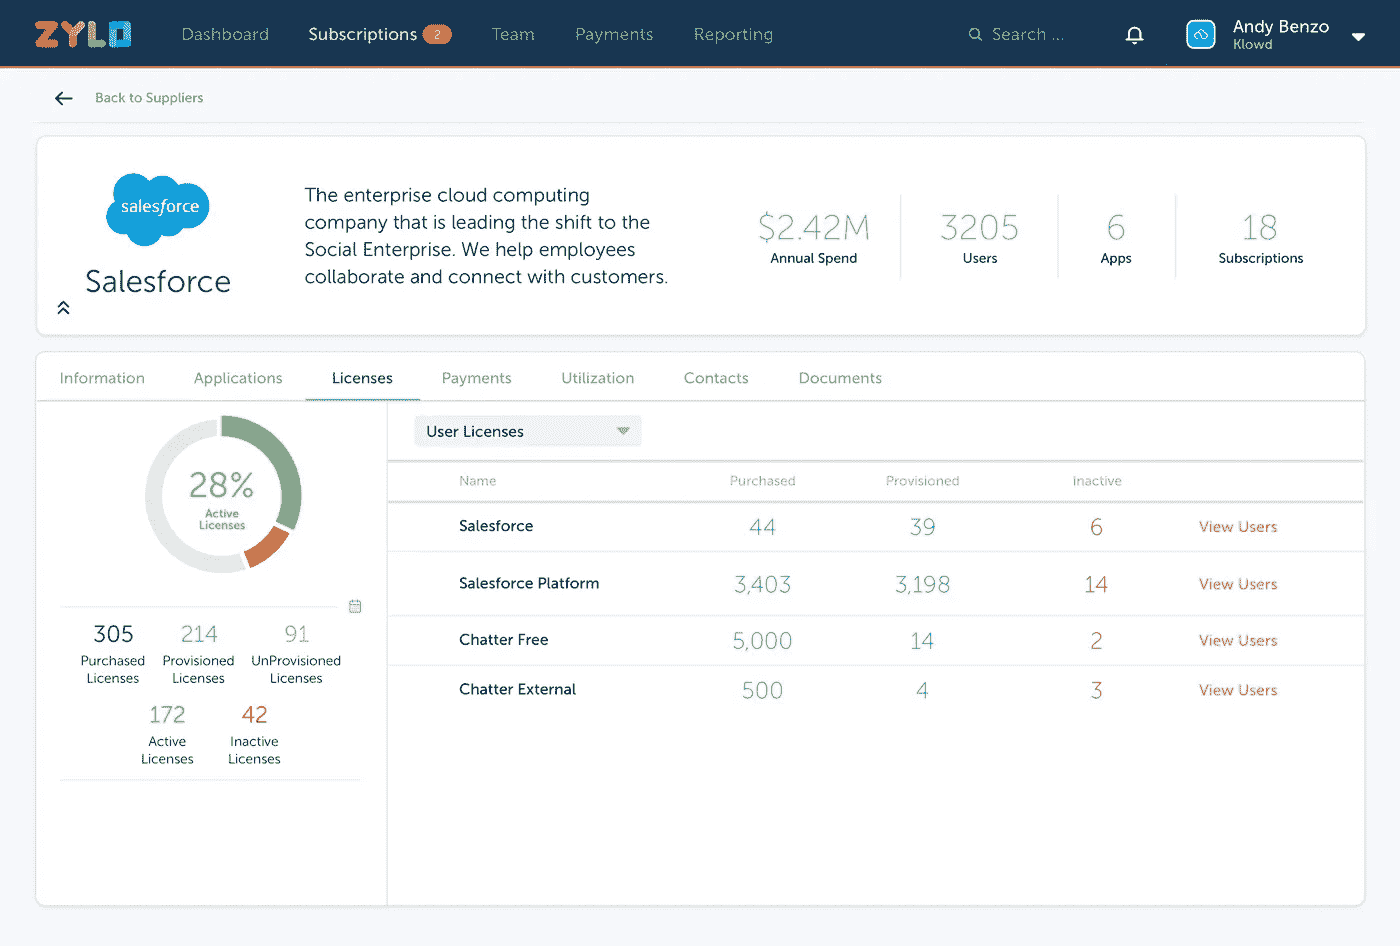 ZYLO Dashboard Subscriptions 2 Team Payments Reporting Search ... Andy Benzo
Klowd
Back to Suppliers
salesforce
Salesforce
The enterprise cloud computing
company that is leading the shift to the
Social Enterprise. We help employees
collaborate and connect with customers.
$2.42M 3205 6 18
Annual Spend Users Apps Subscriptions
Information Applications Licenses Payments Utilization Contacts Documents
28%
Active
Licenses
305 214 91
Purchased Provisioned UnProvisioned
Licenses Licenses Licenses
172 42
Active Inactive
Licenses Licenses
User Licenses
Name Purchased Provisioned Inactive
Salesforce 44 39 6 View Users
Salesforce Platform 3,403 3,198 14 View Users
Chatter Free 5,000 14 2 View Users
Chatter External 500 4 3 View Users